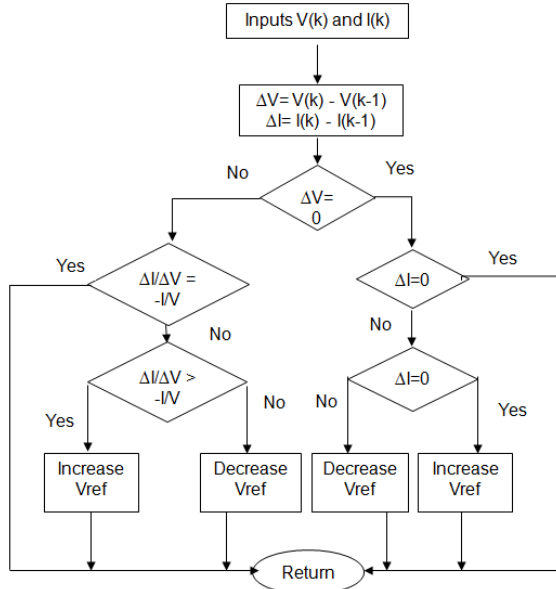 Inputs V(k) and I(k)
ΔV= V(k) - V(k-1)
ΔI= I(k) - I(k-1)
No
Yes
ΔV=
0
Yes
ΔI/ΔV =
-I/V
ΔI=0
Yes
No
No
ΔI/ΔV >
-I/V
ΔI=0
Yes
No
No
Yes
Increase
Vref
Decrease
Vref
Decrease
Vref
Increase
Vref
Return